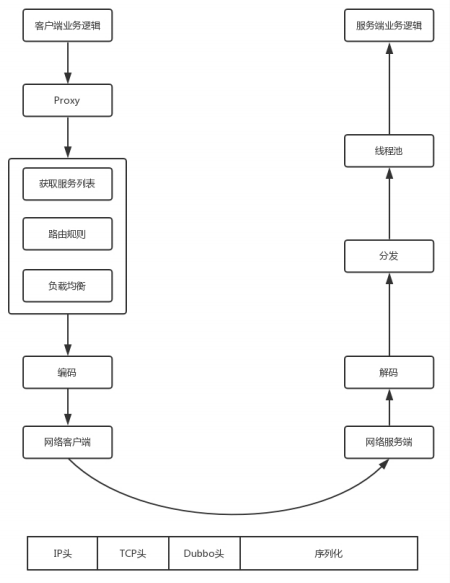 客户端业务逻辑
Proxy
获取服务列表
路由规则
负载均衡
编码
网络客户端
服务端业务逻辑
线程池
分发
解码
网络服务端
IP头
TCP头
Dubbo头
序列化